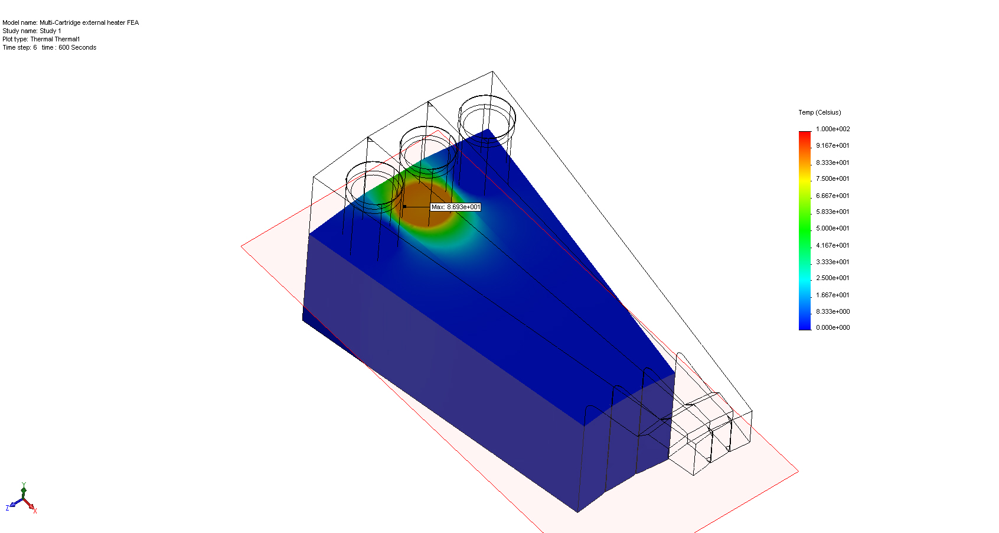 Model name: Multi-Cartridge external heater FEA
Study name: Study 1
Plot type: Thermal Thermal1
Time step: 6 time : 600 Seconds
Temp (Celsius)
1.000e+002
9.167e+001
8.333e+001
7.500e+001
6.667e+001
5.833e+001
5.000e+001
4.167e+001
3.333e+001
2.500e+001
1.667e+001
8.333e+000
0.000e+000
Max: 8.693e+001
Y
Z
X